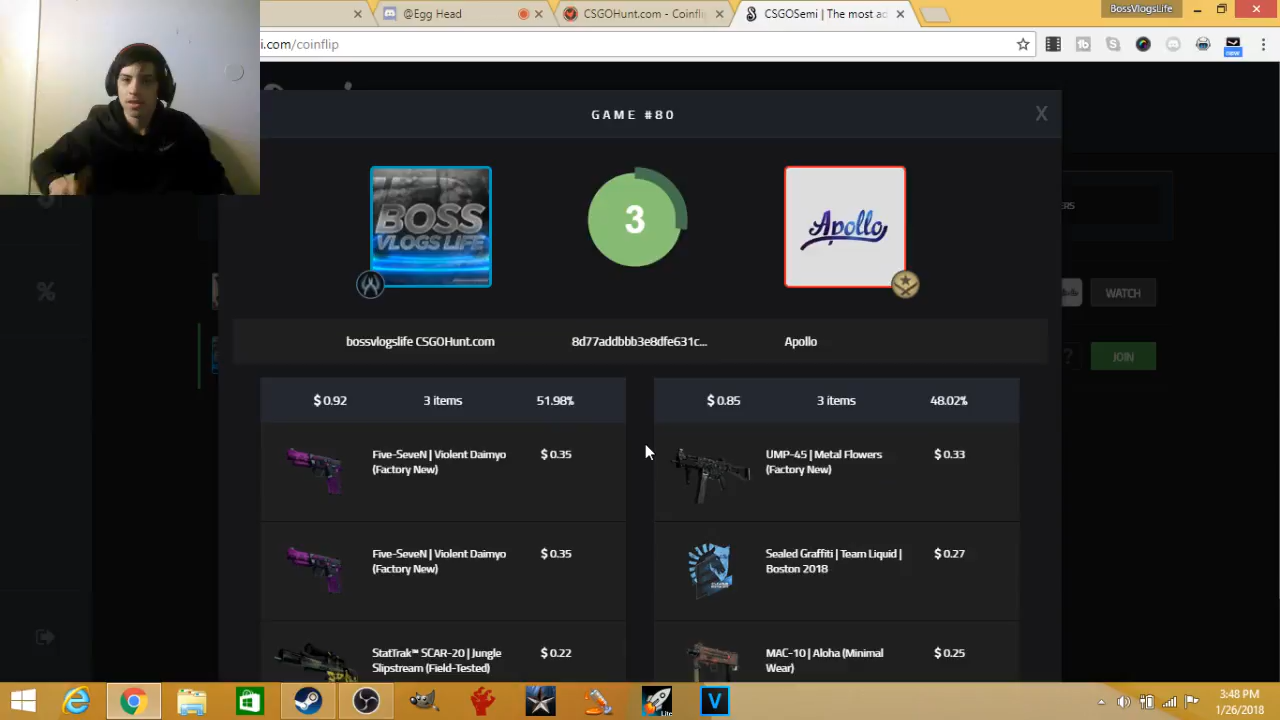 @Egg Head
CSGOHunt.com - Coinfli
CSGOSemi | The most ad
BossVlogsLife
i.com/coinflip
new
GAME #80
X
BOSS
VLOGS LIFE
3
Apollo
ERS
WATCH
bossvlogslife CSGOHunt.com
8d77addbbb3e8dfe631c...
Apollo
?
JOIN
$ 0.92
3 items
51.98%
$ 0.85
3 items
48.02%
Five-SeveN | Violent Daimyo
(Factory New)
$ 0.35
UMP-45 | Metal Flowers
(Factory New)
$ 0.33
Five-SeveN | Violent Daimyo
(Factory New)
$ 0.35
Sealed Graffiti | Team Liquid |
Boston 2018
$ 0.27
StatTrak™ SCAR-20 | Jungle
Slipstream (Field-Tested)
$ 0.22
MAC-10 | Aloha (Minimal
Wear)
$ 0.25
Lite
V
3:48 PM
1/26/2018